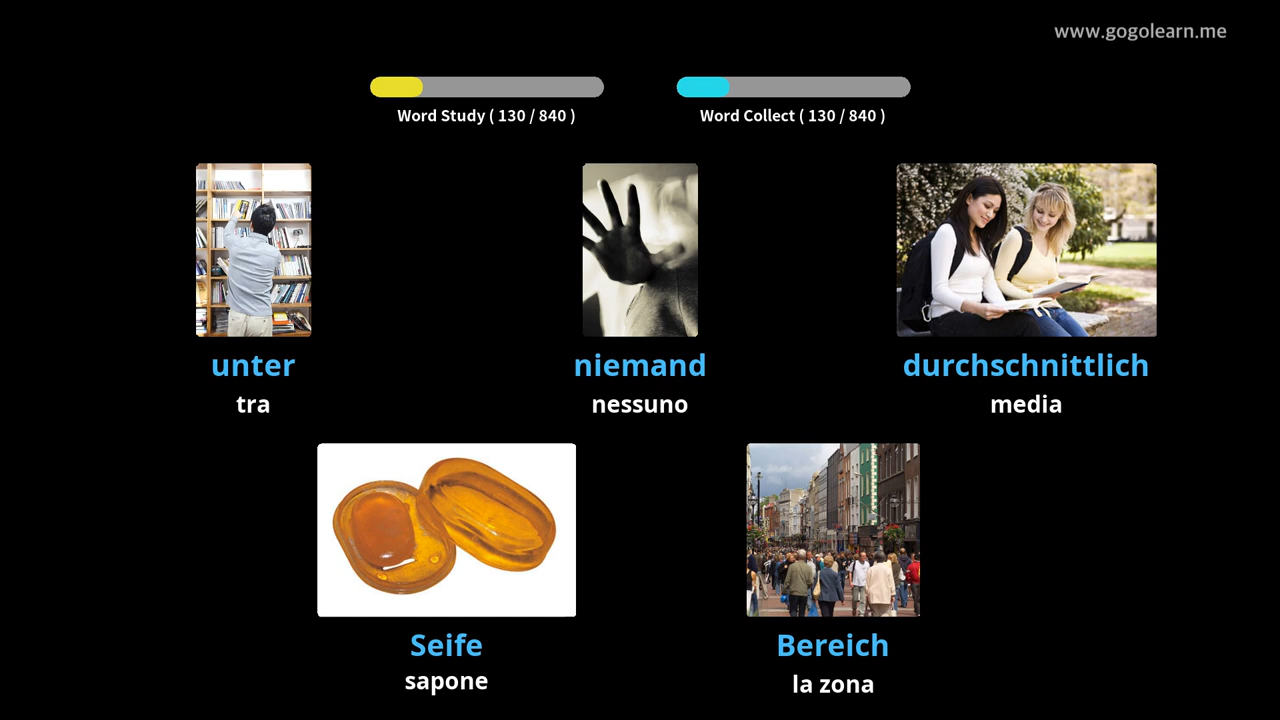 www.gogolearn.me
Word Study ( 130 / 840 )
Word Collect ( 130 / 840 )
unter
tra
niemand
nessuno
durchschnittlich
media
Seife
sapone
Bereich
la zona